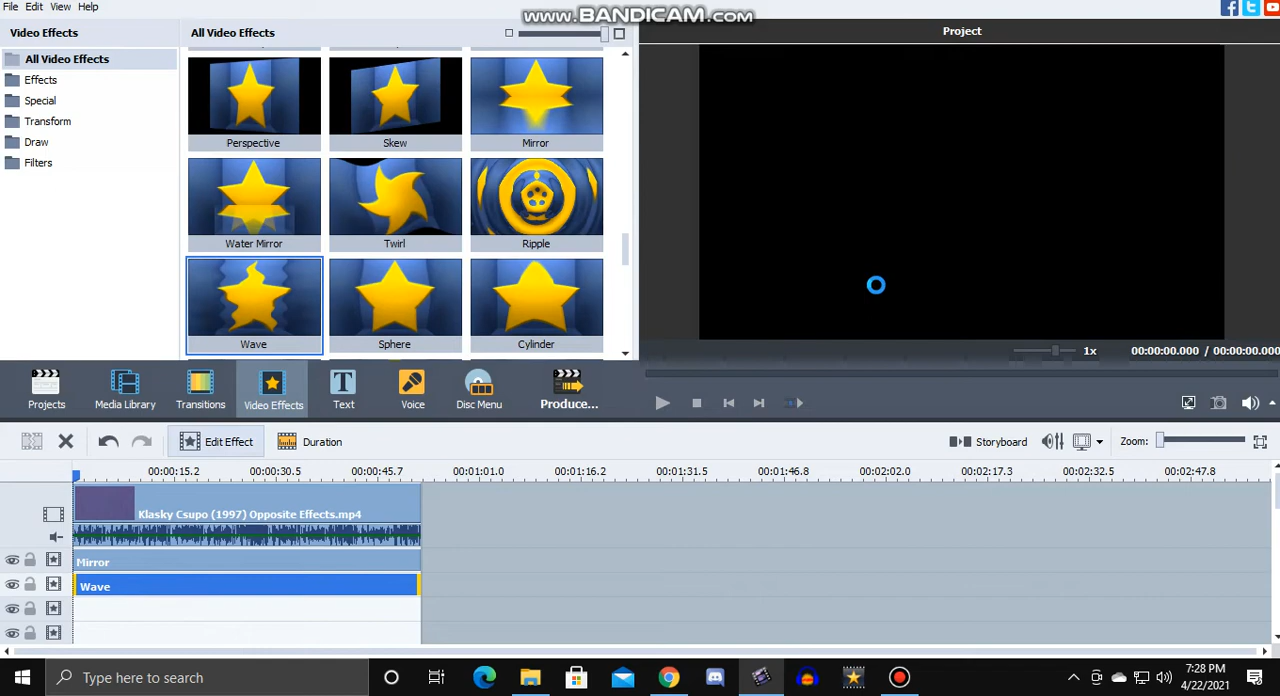 File Edit View Help
www.BANDICAM.com
Video Effects
All Video Effects
Project
All Video Effects
Effects
Special
Transform
Draw
Filters
Perspective
Skew
Mirror
Water Mirror
Twirl
Ripple
Wave
Sphere
Cylinder
1x
00:00:00.000 / 00:00:00.000
Projects
Media Library
Transitions
Video Effects
Text
Voice
Disc Menu
Produce...
Edit Effect
Duration
Storyboard
Zoom:
00:00:15.2 00:00:30.5 00:00:45.7 00:01:01.0 00:01:16.2 00:01:31.5 00:01:46.8 00:02:02.0 00:02:17.3 00:02:32.5 00:02:47.8
Klasky Csupo (1997) Opposite Effects.mp4
Mirror
Wave
Type here to search
7:28 PM
4/22/2021